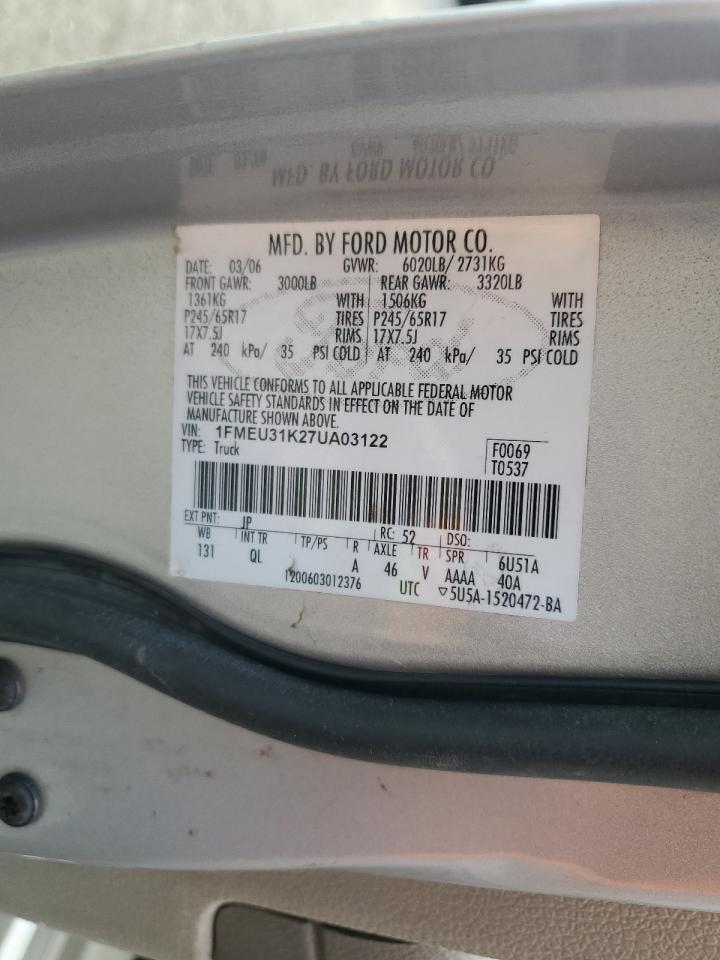 MFD. BY FORD MOTOR CO.
MFD. BY FORD MOTOR CO.
DATE: 03/06 GVWR: 6020LB/ 2731KG
FRONT GAWR: 3000LB REAR GAWR: 3320LB
1361KG WITH 1506KG WITH
P245/65R17 TIRES P245/65R17 TIRES
17X7.5J RIMS 17X7.5J RIMS
AT 240 kPa/ 35 PSI COLD AT 240 kPa/ 35 PSI COLD
THIS VEHICLE CONFORMS TO ALL APPLICABLE FEDERAL MOTOR
VEHICLE SAFETY STANDARDS IN EFFECT ON THE DATE OF
MANUFACTURE SHOWN ABOVE.
VIN: 1FMEU31K27UA03122 F0069
TYPE: Truck T0537
EXT PNT: JP RC: 52 DSO:
WB INT TR TP/PS R AXLE TR SPR 6U51A
131 QL A 46 V AAAA 40A
1200603012376 UTC ▽5U5A-1520472-BA